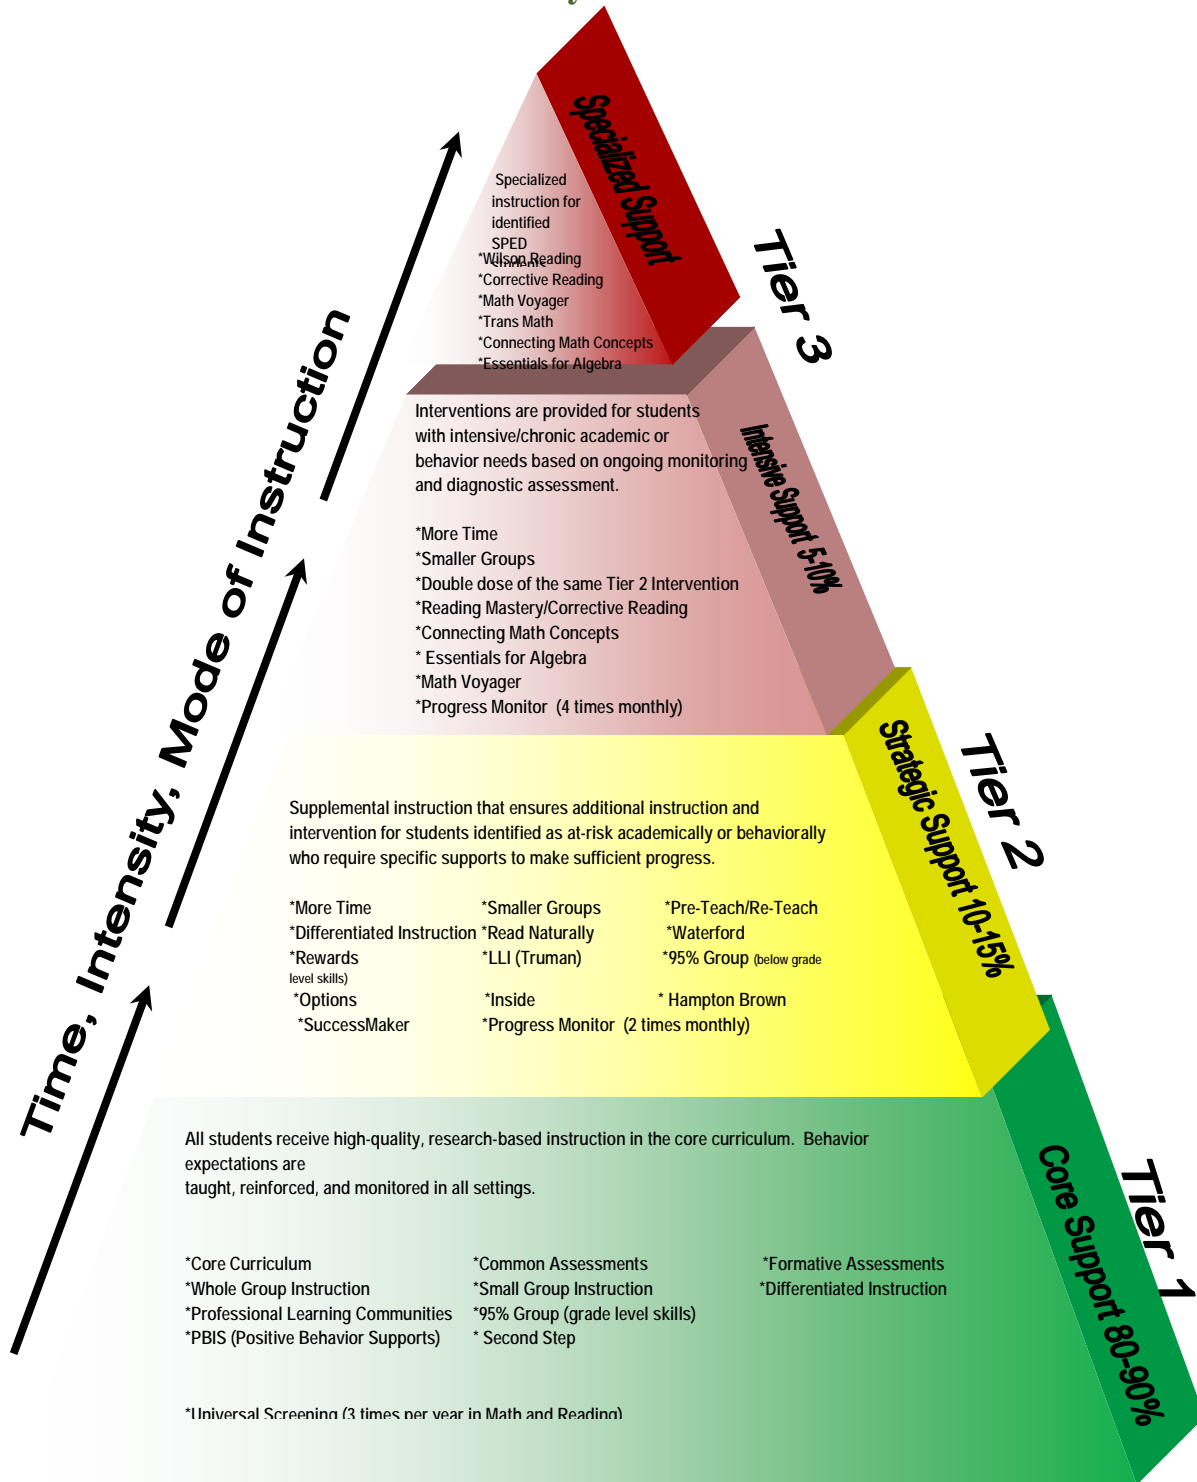 Specialized Support
Specialized
instruction for
identified
SPED
students
*Wilson Reading
*Corrective Reading
*Math Voyager
*Trans Math
*Connecting Math Concepts
*Essentials for Algebra
Tier 3
Interventions are provided for students
with intensive/chronic academic or
behavior needs based on ongoing monitoring
and diagnostic assessment.
*More Time
*Smaller Groups
*Double dose of the same Tier 2 Intervention
*Reading Mastery/Corrective Reading
*Connecting Math Concepts
* Essentials for Algebra
*Math Voyager
*Progress Monitor (4 times monthly)
Intensive Support 5-10%
Time, Intensity, Mode of Instruction
Supplemental instruction that ensures additional instruction and
intervention for students identified as at-risk academically or behaviorally
who require specific supports to make sufficient progress.
*More Time *Smaller Groups *Pre-Teach/Re-Teach
*Differentiated Instruction *Read Naturally *Waterford
*Rewards *LLI (Truman) *95% Group (below grade
level skills)
*Options *Inside * Hampton Brown
*SuccessMaker *Progress Monitor (2 times monthly)
Strategic Support 10-15%
Tier 2
All students receive high-quality, research-based instruction in the core curriculum. Behavior
expectations are
taught, reinforced, and monitored in all settings.
*Core Curriculum *Common Assessments *Formative Assessments
*Whole Group Instruction *Small Group Instruction *Differentiated Instruction
*Professional Learning Communities *95% Group (grade level skills)
*PBIS (Positive Behavior Supports) * Second Step
*Universal Screening (3 times per year in Math and Reading)
Core Support 80-90%
Tier 1